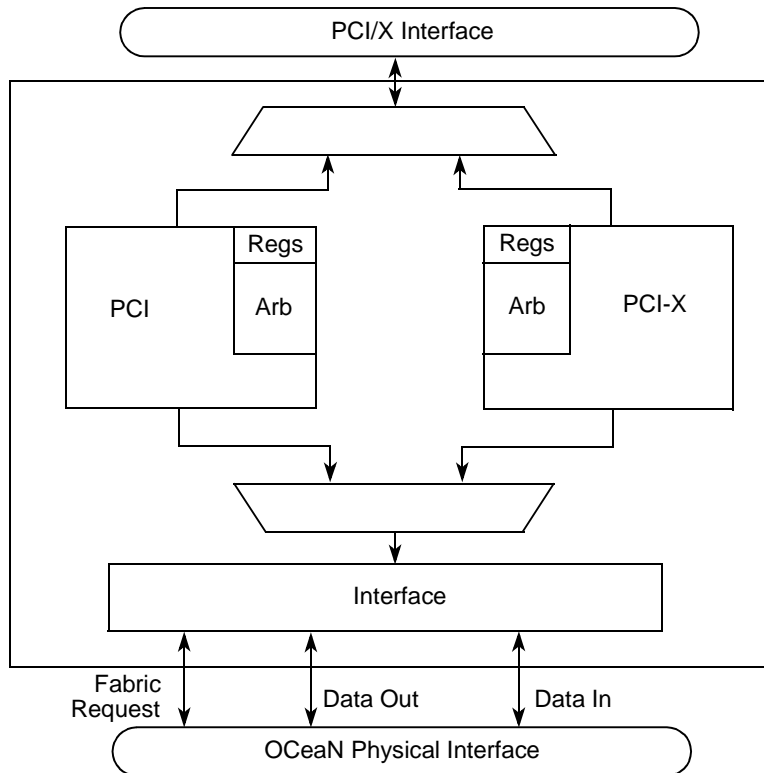 PCI/X Interface
Regs
Regs
PCI
Arb
Arb
PCI-X
Interface
Fabric
Request
Data Out
Data In
OCeaN Physical Interface